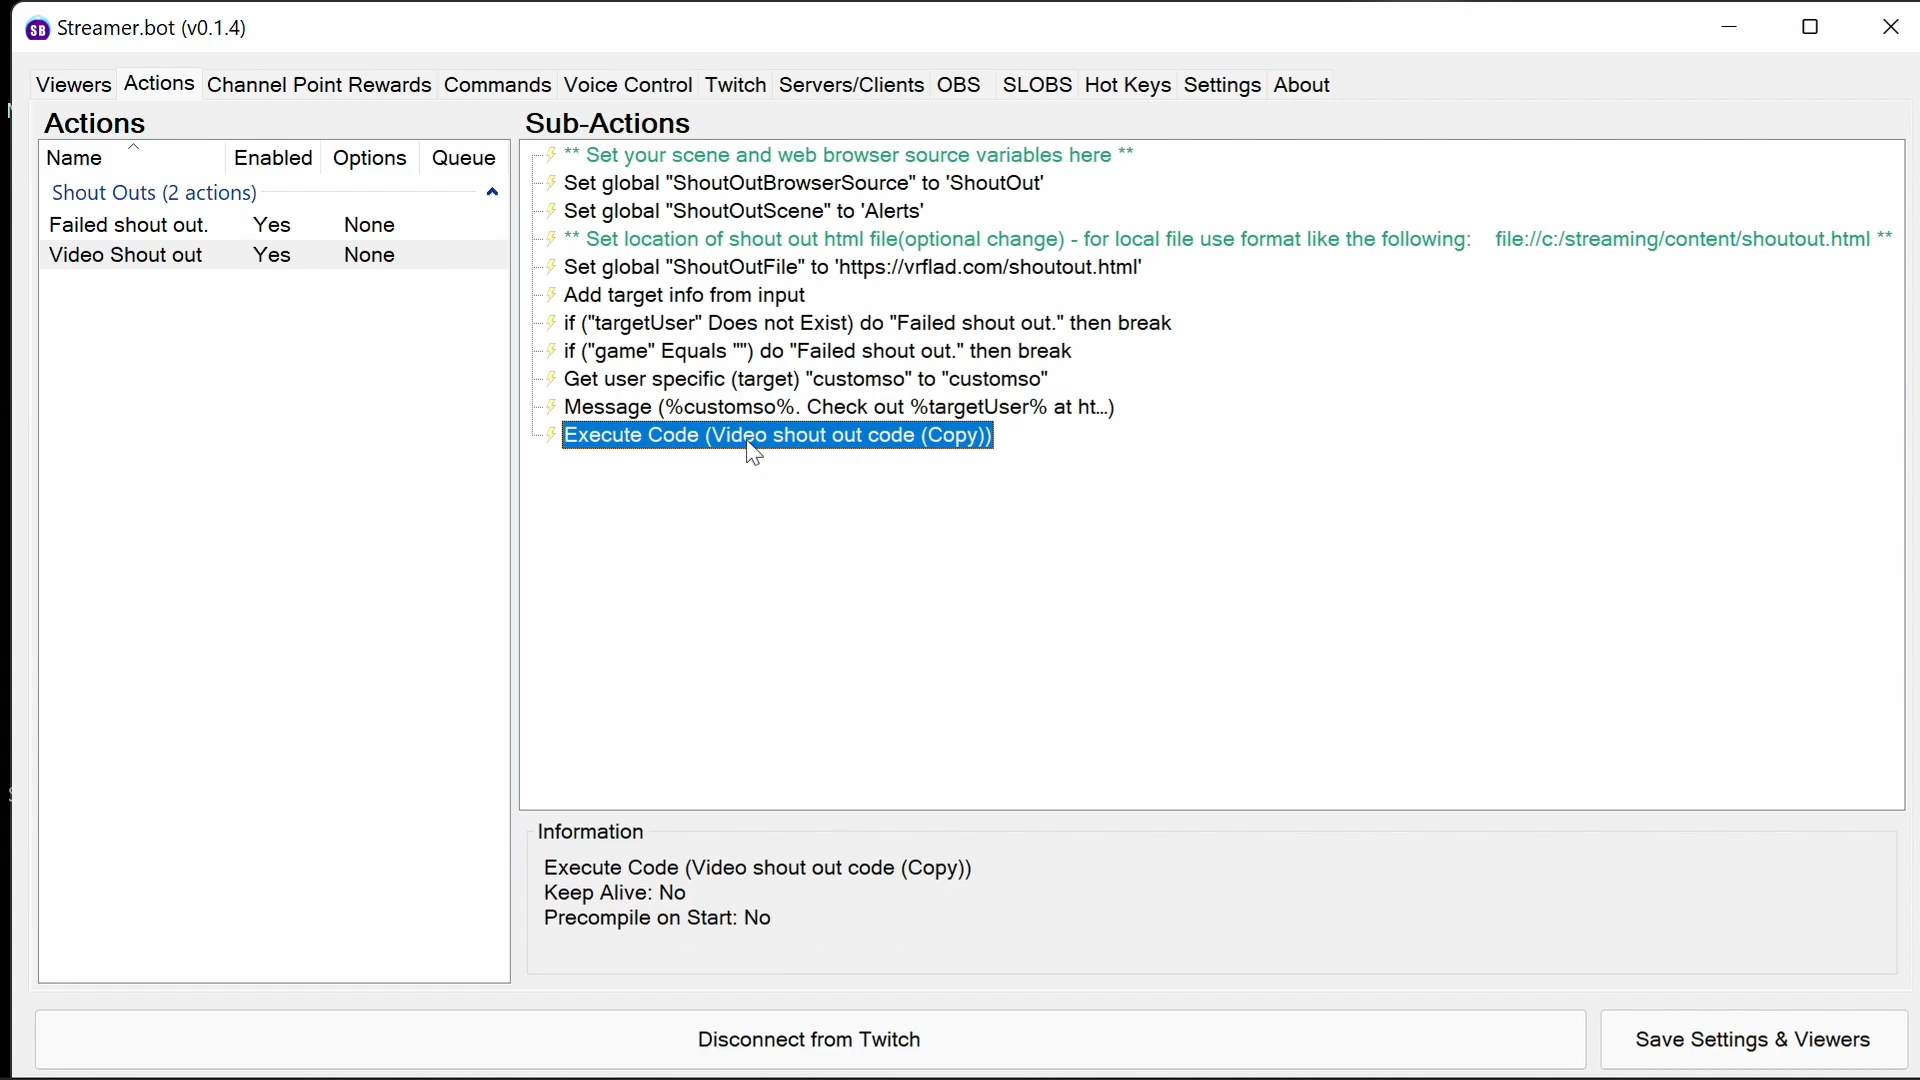 SB Streamer.bot (v0.1.4)
Viewers Actions Channel Point Rewards Commands Voice Control Twitch Servers/Clients OBS SLOBS Hot Keys Settings About
Actions
Name Enabled Options Queue
Shout Outs (2 actions)
Failed shout out. Yes None
Video Shout out Yes None
Sub-Actions
** Set your scene and web browser source variables here **
Set global "ShoutOutBrowserSource" to 'ShoutOut'
Set global "ShoutOutScene" to 'Alerts'
** Set location of shout out html file(optional change) - for local file use format like the following: file://c:/streaming/content/shoutout.html **
Set global "ShoutOutFile" to 'https://vrflad.com/shoutout.html'
Add target info from input
if ("targetUser" Does not Exist) do "Failed shout out." then break
if ("game" Equals "") do "Failed shout out." then break
Get user specific (target) "customso" to "customso"
Message (%customso%. Check out %targetUser% at ht...)
Execute Code (Video shout out code (Copy))
Information
Execute Code (Video shout out code (Copy))
Keep Alive: No
Precompile on Start: No
Disconnect from Twitch
Save Settings & Viewers